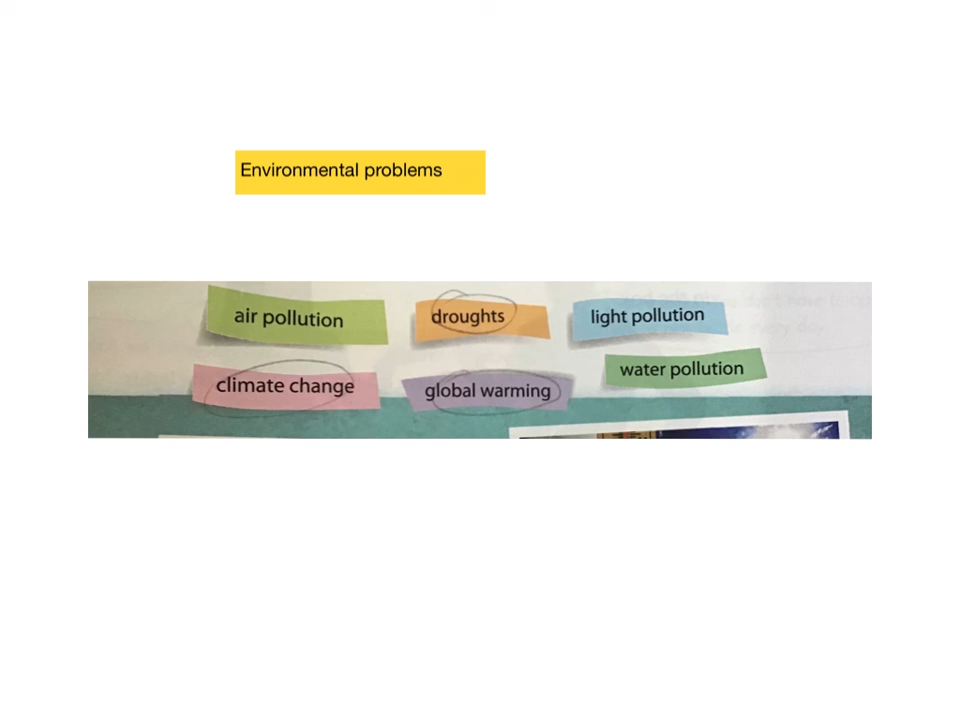 Environmental problems
air pollution
droughts
light pollution
climate change
global warming
water pollution